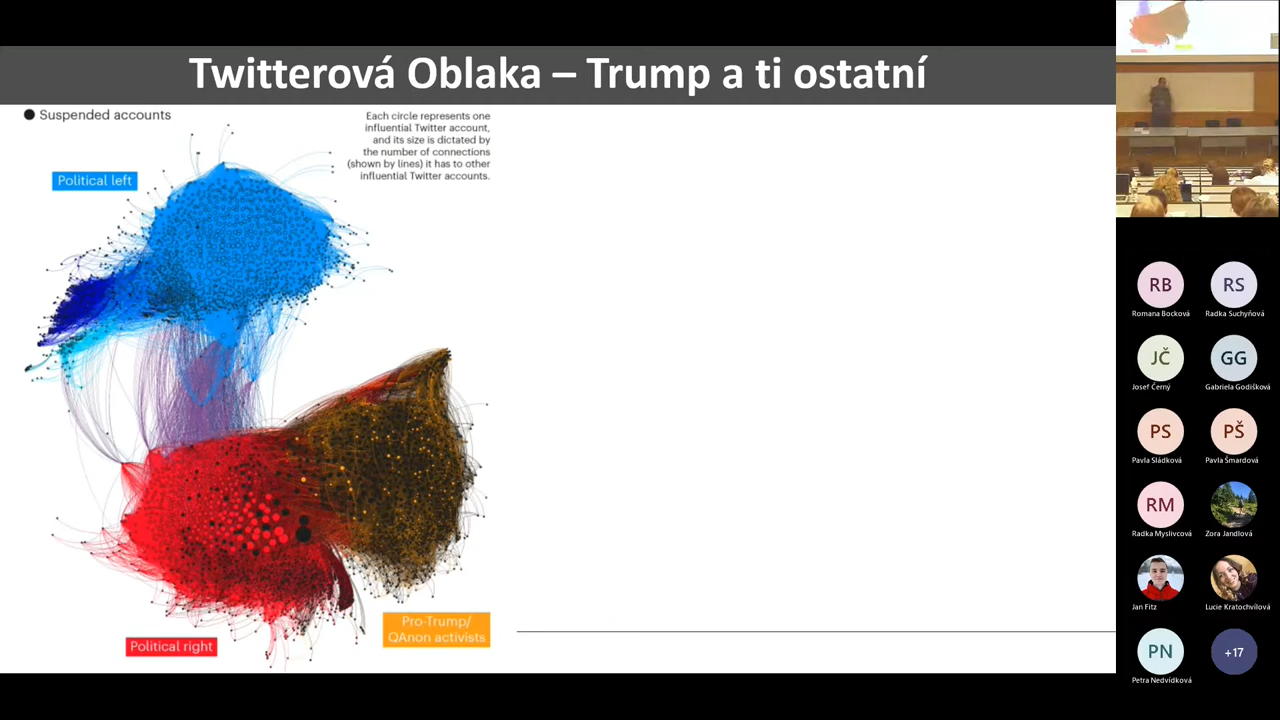 Twitterová Oblaka – Trump a ti ostatní
Suspended accounts
Each circle represents one
influential Twitter account,
and its size is dictated by
the number of connections
(shown by lines) it has to other
influential Twitter accounts.
Political left
Pro-Trump/
QAnon activists
Political right
RB
RS
Romana Bocková
Radka Suchyňová
JČ
GG
Josef Černý
Gabriela Godišková
PS
PŠ
Pavla Sládková
Pavla Šmardová
RM
Radka Myslivcová
Zora Jandlová
Jan Fitz
Lucie Kratochvílová
PN
+17
Petra Nedvídková